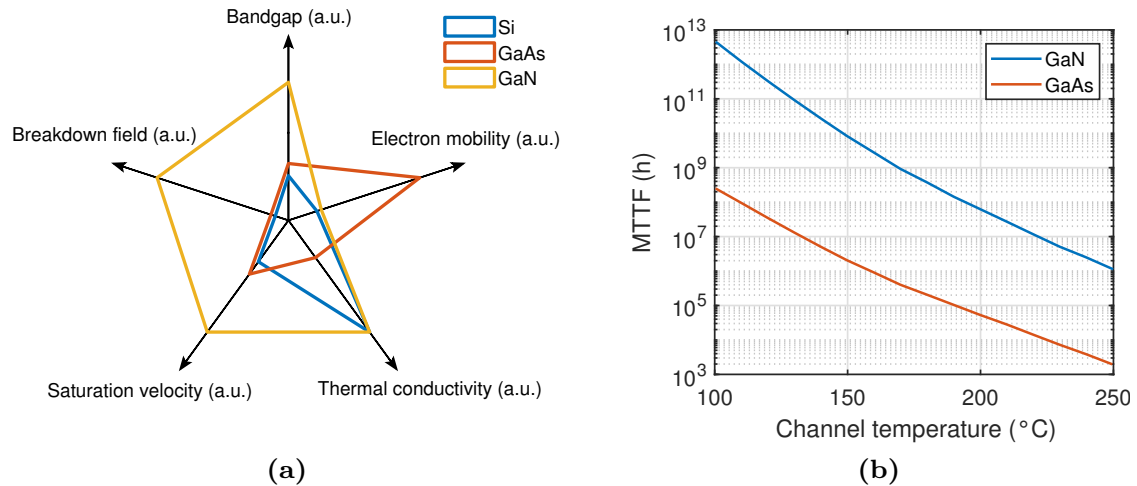 Bandgap (a.u.)
Si
GaAs
GaN
Breakdown field (a.u.)
Electron mobility (a.u.)
Saturation velocity (a.u.)
Thermal conductivity (a.u.)
(a)
10^13
10^11
10^9
10^7
10^5
10^3
MTTF (h)
GaN
GaAs
100 150 200 250
Channel temperature (°C)
(b)